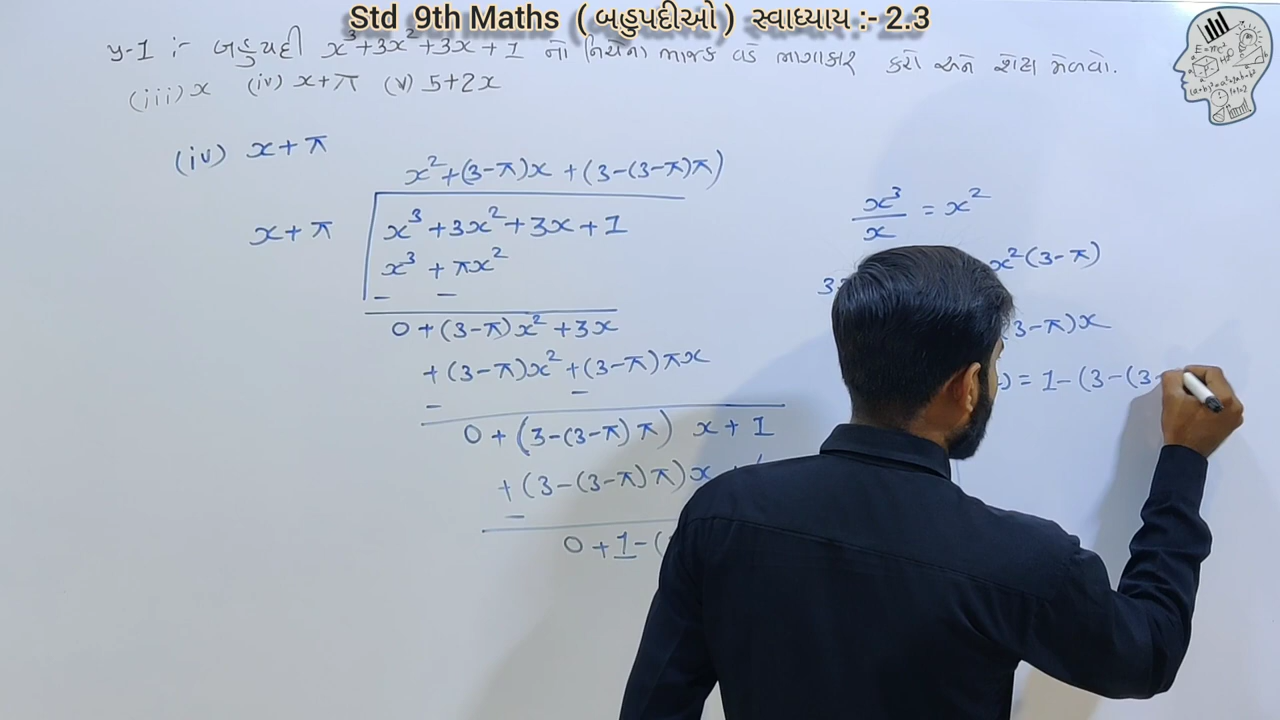 Std 9th Maths (બહુપદીઓ) સ્વાધ્યાય :- 2.3
y-1 :- બહુપદી x³+3x²+3x+1 નો નીચેના ભાજક વડે ભાગાકાર કરો અને શેષ મેળવો.
(iii) x (iv) x+π (v) 5+2x
(iv) x+π
x²+(3-π)x +(3-(3-π)π)
x+π x³+3x²+3x+1
x³ + πx²
- -
0+(3-π)x²+3x
+(3-π)x²+(3-π)πx
- -
0+(3-(3-π)π) x+1
+(3-(3-π)π)x
-
0+1-(
x³/x = x²
x²(3-π)
(3-π)x
) = 1-(3-(3-